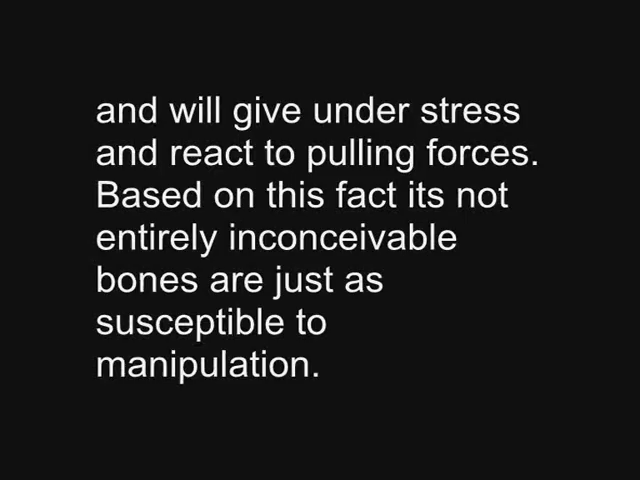 and will give under stress
and react to pulling forces.
Based on this fact its not
entirely inconceivable
bones are just as
susceptible to
manipulation.